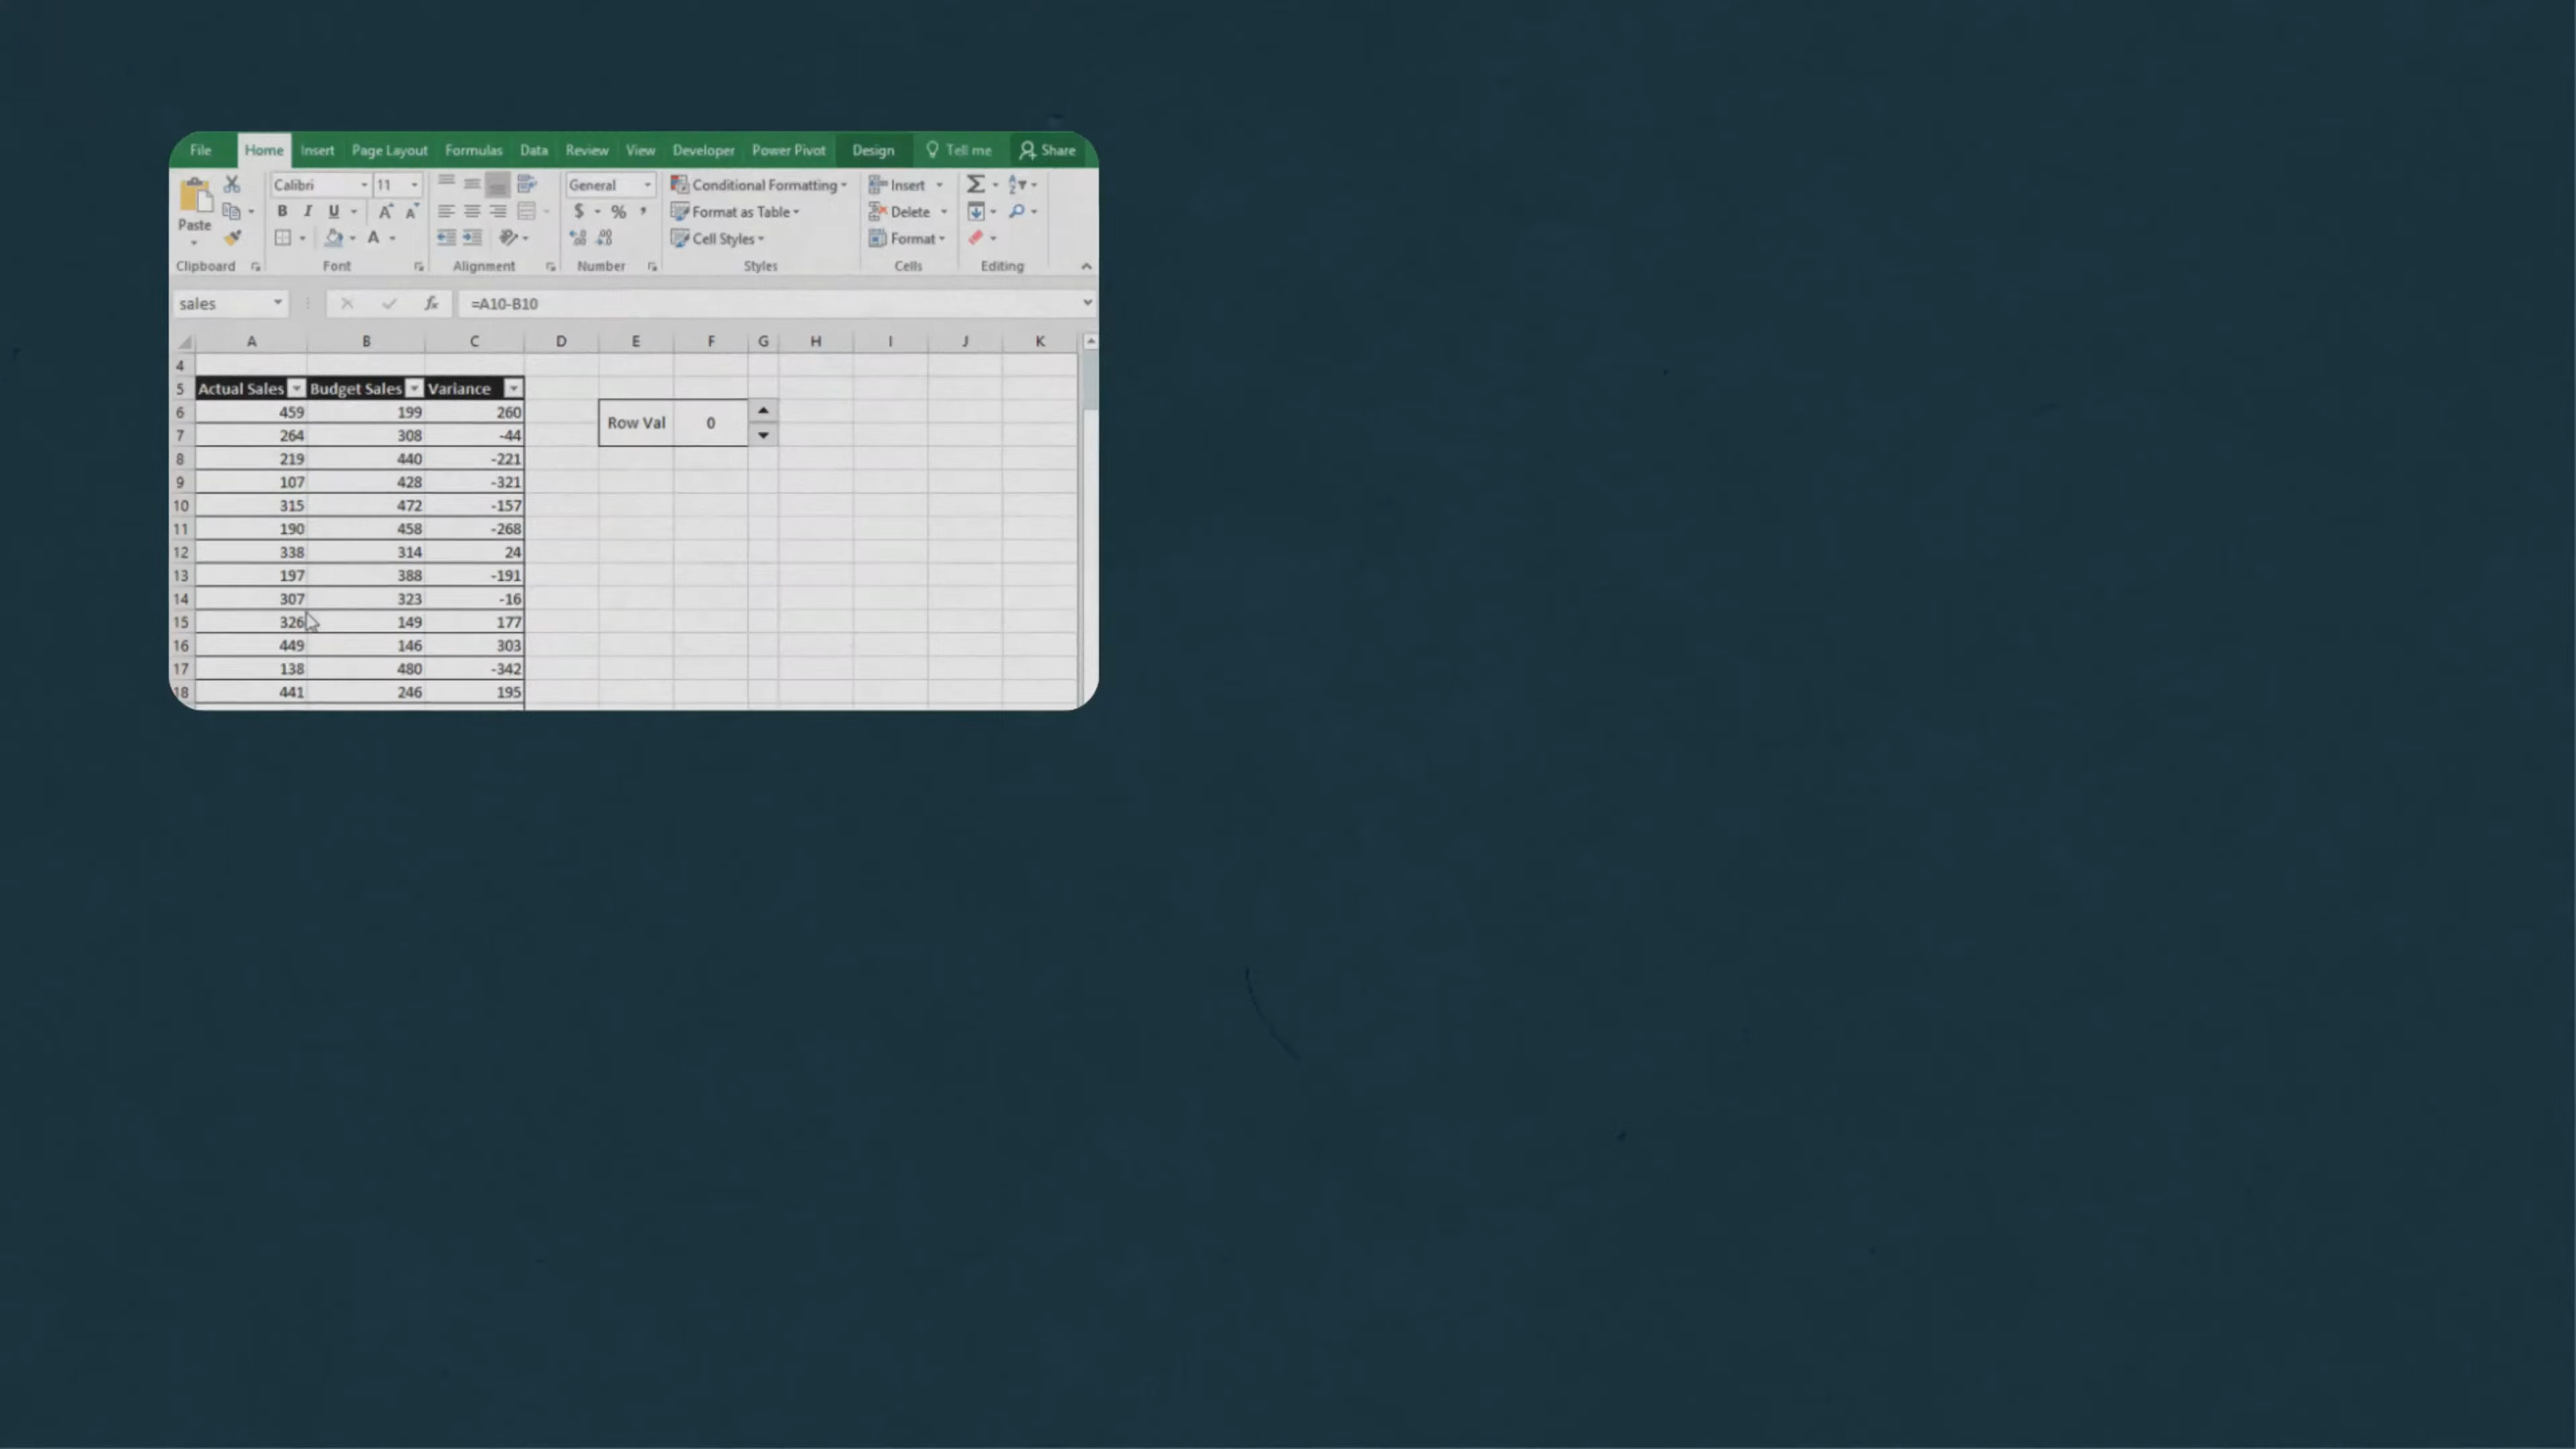 File Home Insert Page Layout Formulas Data Review View Developer Power Pivot Design Tell me Share
Calibri 11 General Conditional Formatting Insert
Paste B I U A A $ % Format as Table Delete
A Cell Styles Format
Clipboard Font Alignment Number Styles Cells Editing
sales fx =A10-B10
A B C D E F G H I J K
4
5 Actual Sales Budget Sales Variance
6 459 199 260
7 264 308 -44
Row Val 0
8 219 440 -221
9 107 428 -321
10 315 472 -157
11 190 458 -268
12 338 314 24
13 197 388 -191
14 307 323 -16
15 326 149 177
16 449 146 303
17 138 480 -342
18 441 246 195